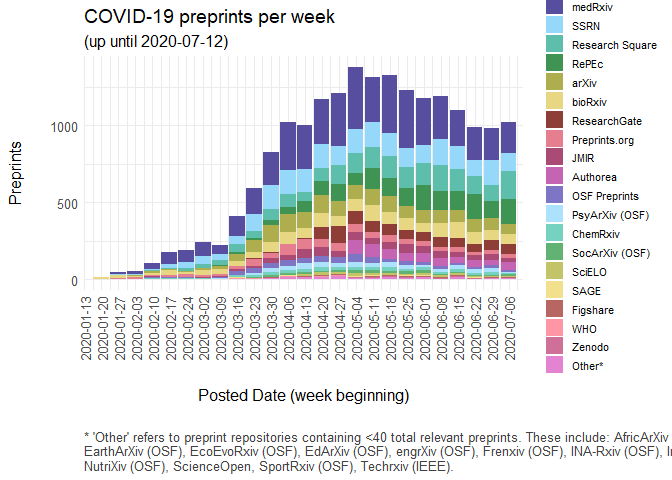 COVID-19 preprints per week
(up until 2020-07-12)
Preprints
1000
500
0
2020-01-13
2020-01-20
2020-01-27
2020-02-03
2020-02-10
2020-02-17
2020-02-24
2020-03-02
2020-03-09
2020-03-16
2020-03-23
2020-03-30
2020-04-06
2020-04-13
2020-04-20
2020-04-27
2020-05-04
2020-05-11
2020-05-18
2020-05-25
2020-06-01
2020-06-08
2020-06-15
2020-06-22
2020-06-29
2020-07-06
Posted Date (week beginning)
medRxiv
SSRN
Research Square
RePEc
arXiv
bioRxiv
ResearchGate
Preprints.org
JMIR
Authorea
OSF Preprints
PsyArXiv (OSF)
ChemRxiv
SocArXiv (OSF)
SciELO
SAGE
Figshare
WHO
Zenodo
Other*
* 'Other' refers to preprint repositories containing <40 total relevant preprints. These include: AfricArXiv
EarthArXiv (OSF), EcoEvoRxiv (OSF), EdArXiv (OSF), engrXiv (OSF), Frenxiv (OSF), INA-Rxiv (OSF),
NutriXiv (OSF), ScienceOpen, SportRxiv (OSF), Techrxiv (IEEE).